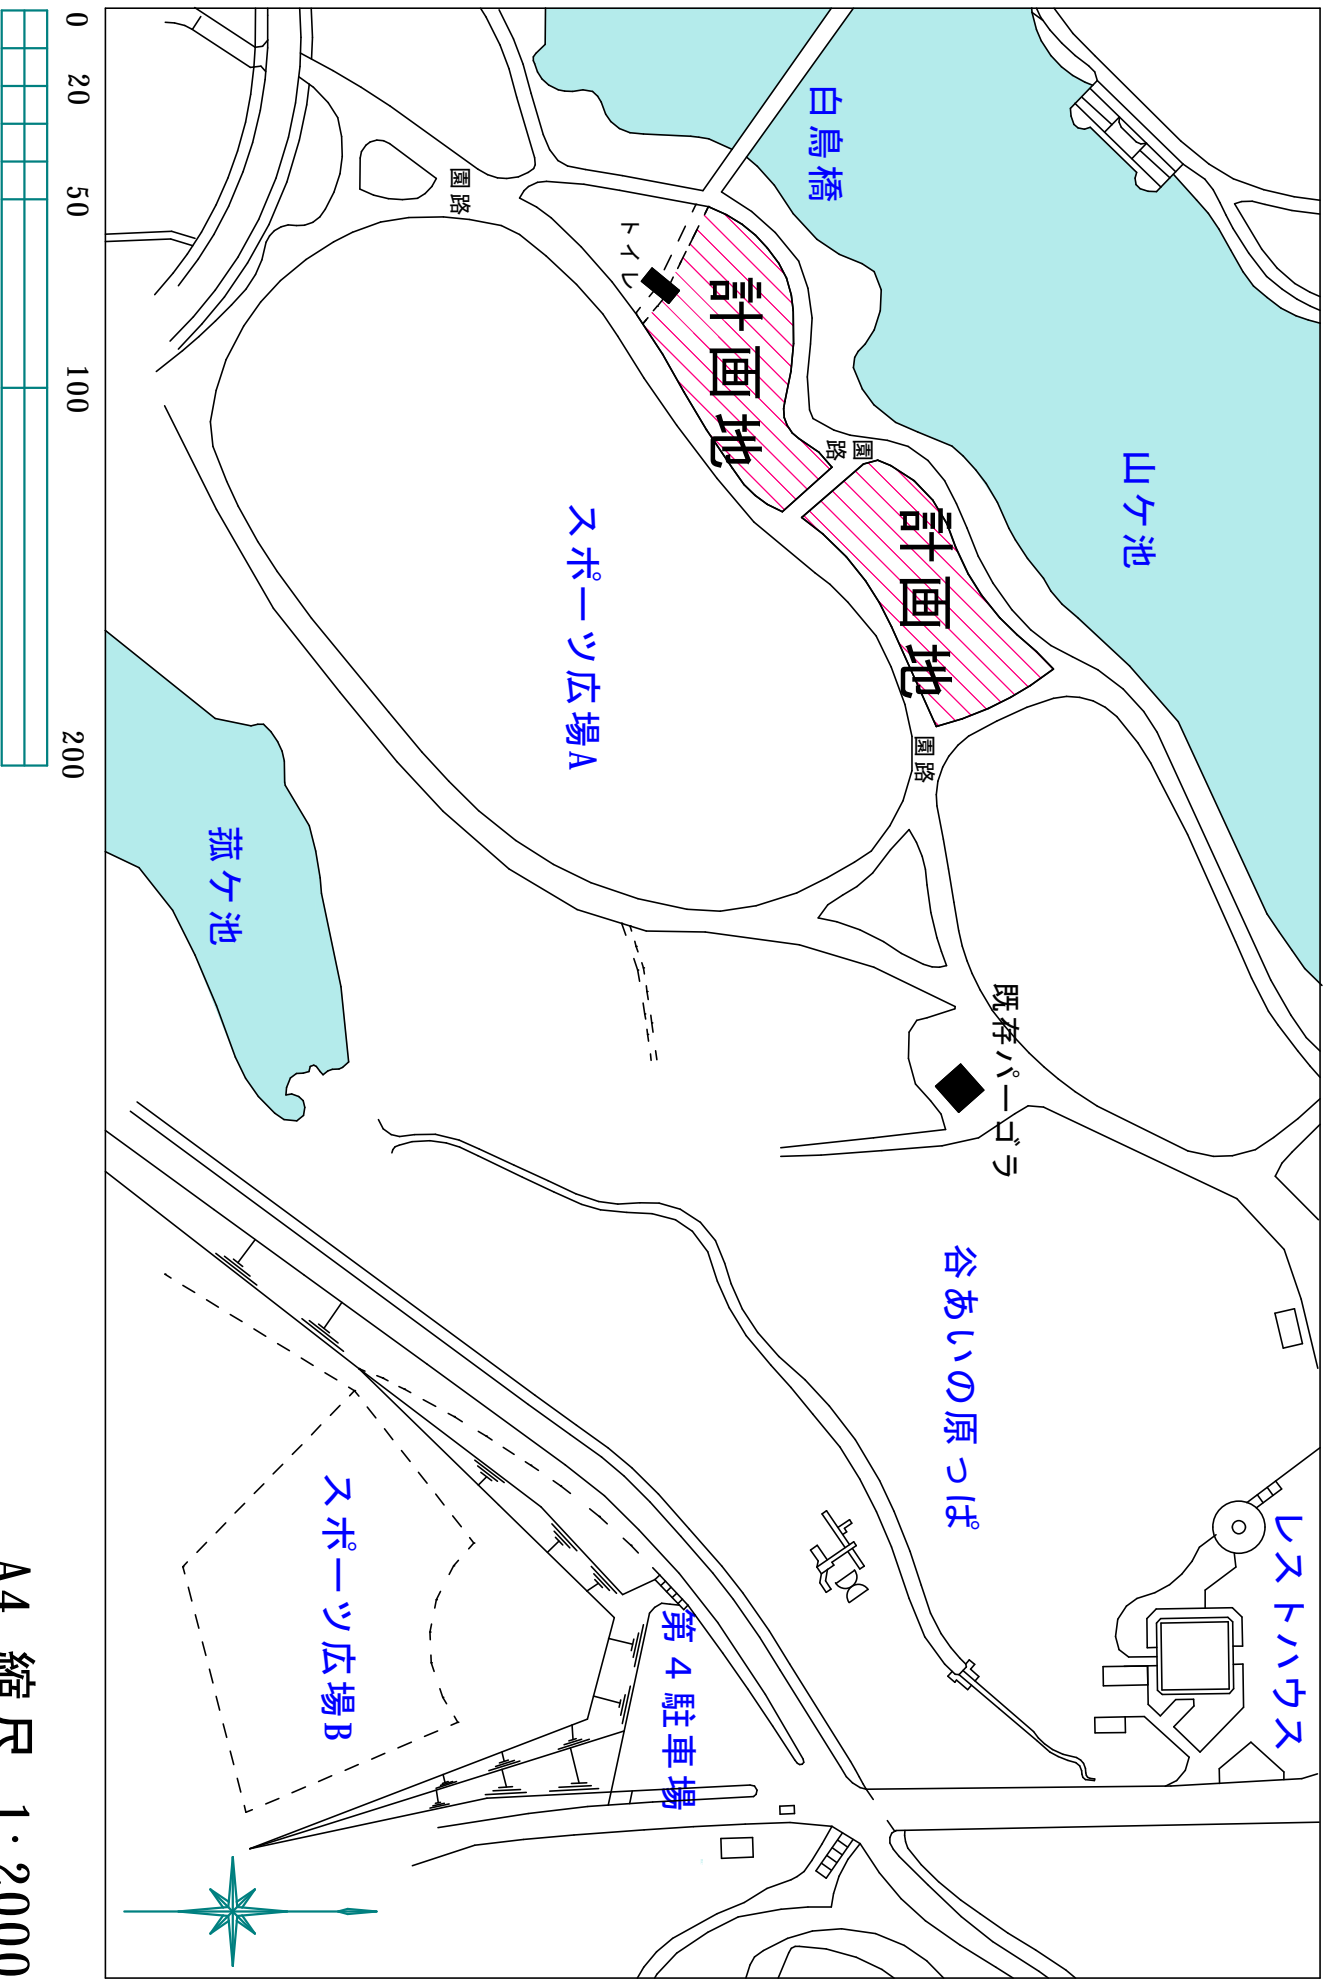 レストハウス
山ケ池
既存パーゴラ
谷あいの原っぱ
計画地
園路
白鳥橋
園路
計画地
第4駐車場
トイレ
スポーツ広場A
園路
スポーツ広場B
菰ケ池
0 20 50 100 200
A4 縮尺 1:2000